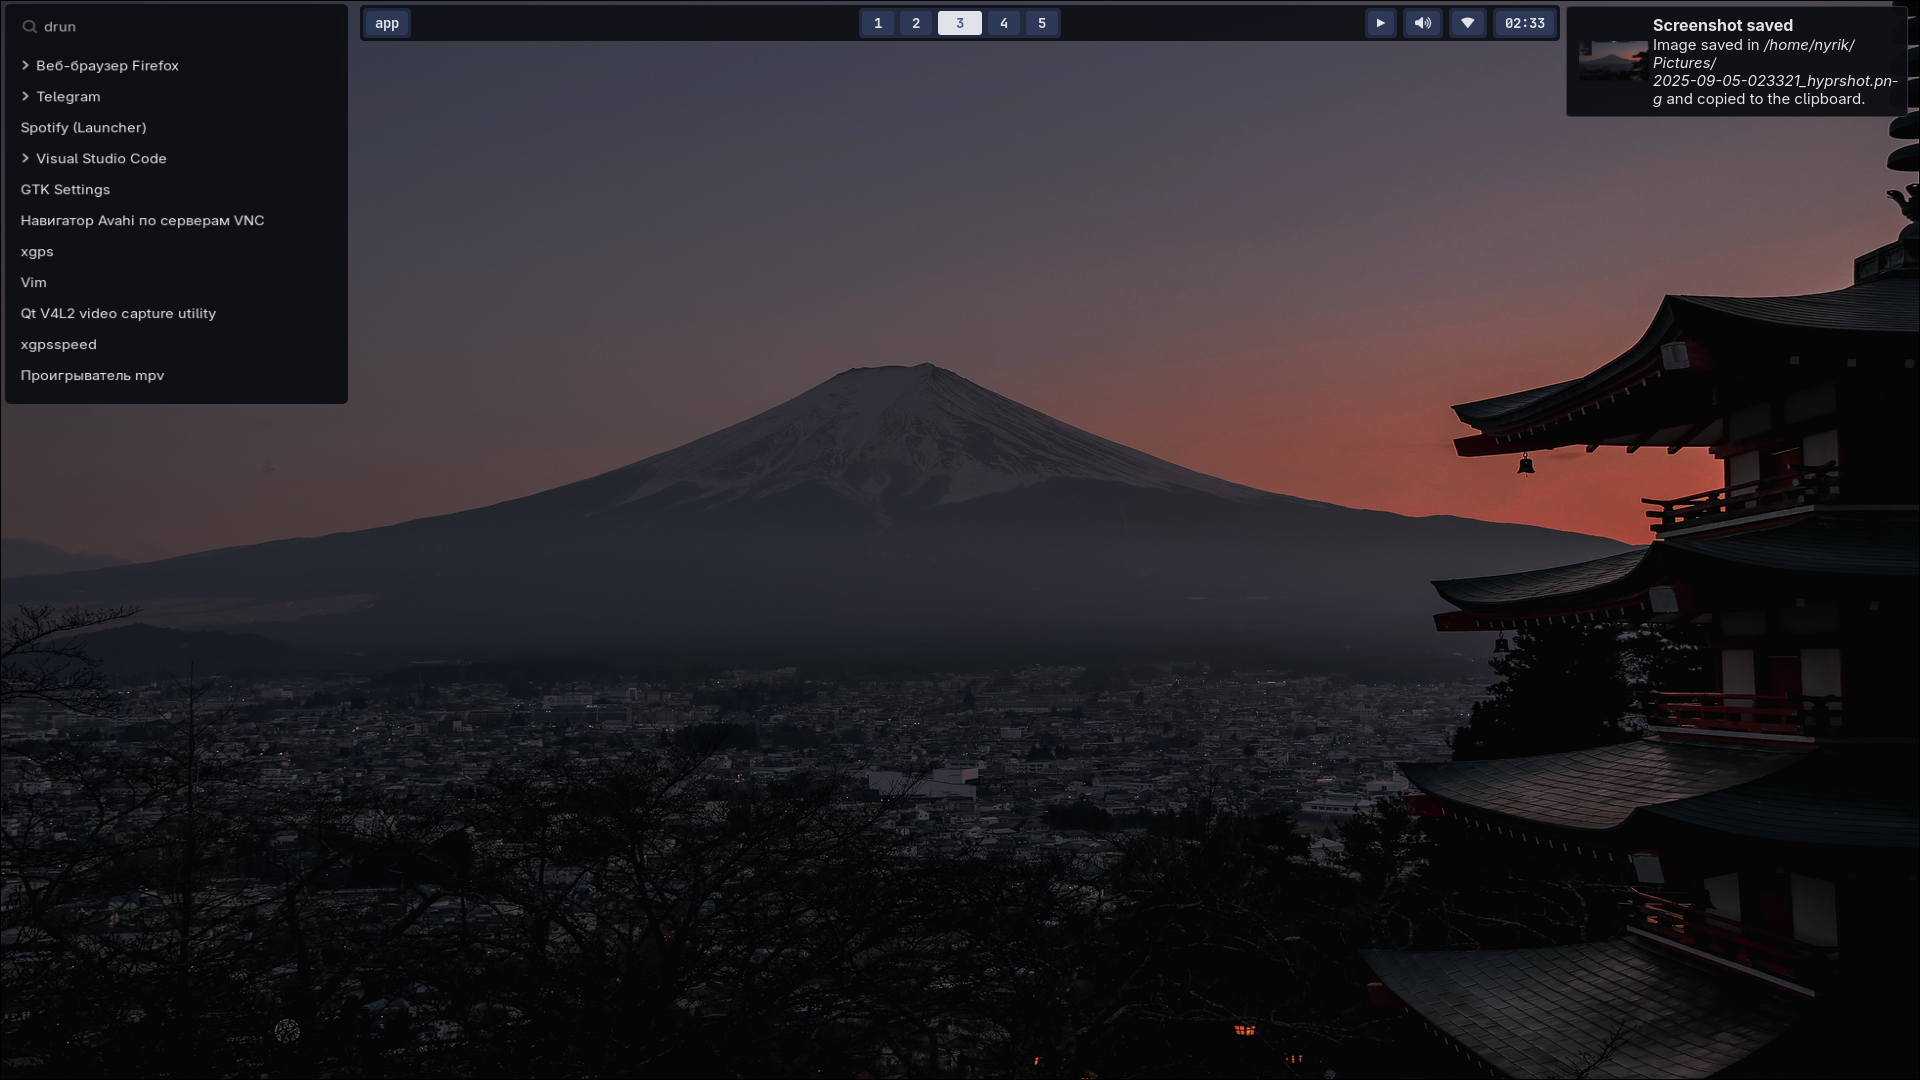 drun
Веб-браузер Firefox
Telegram
Spotify (Launcher)
Visual Studio Code
GTK Settings
Навигатор Avahi по серверам VNC
xgps
Vim
Qt V4L2 video capture utility
xgpsspeed
Проигрыватель mpv
app
1 2 3 4 5
02:33
Screenshot saved
Image saved in /home/nyrik/
Pictures/
2025-09-05-023321_hyprshot.pn-
g and copied to the clipboard.